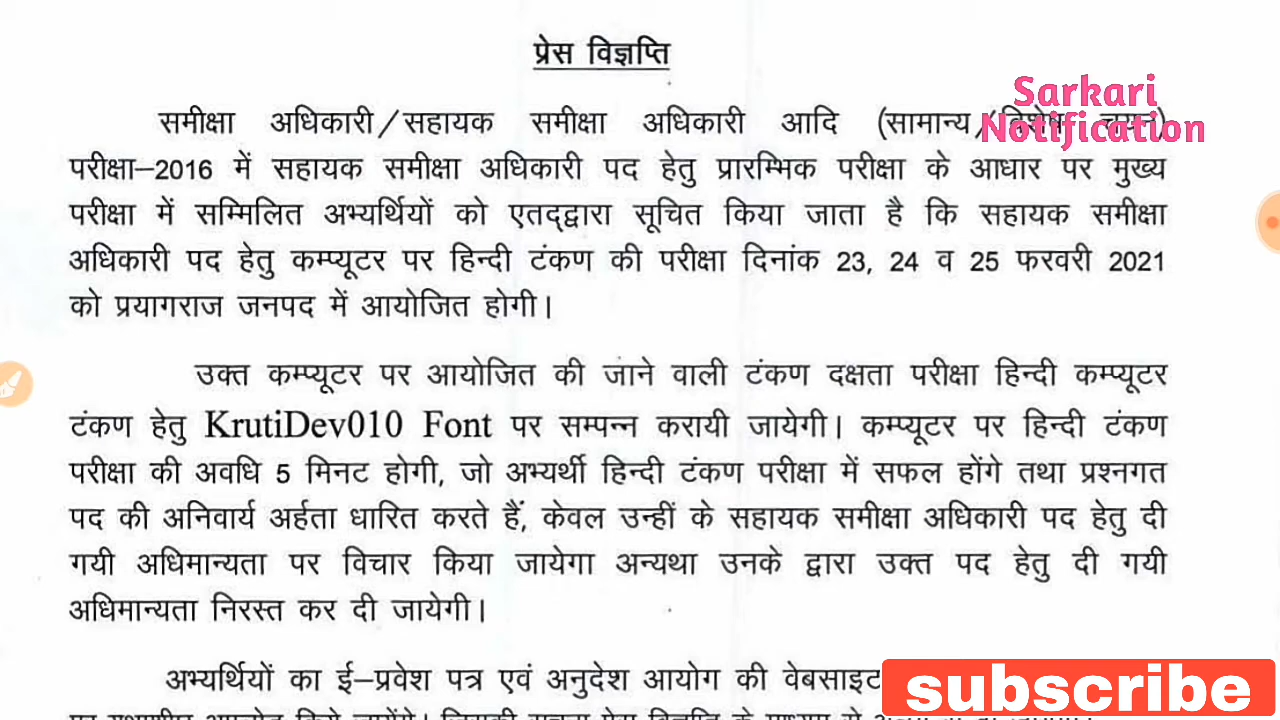 प्रेस विज्ञप्ति
Sarkari
Notification
समीक्षा अधिकारी/सहायक समीक्षा अधिकारी आदि (सामान्य/विशेष चयन)
परीक्षा–2016 में सहायक समीक्षा अधिकारी पद हेतु प्रारम्भिक परीक्षा के आधार पर मुख्य
परीक्षा में सम्मिलित अभ्यर्थियों को एतद्द्वारा सूचित किया जाता है कि सहायक समीक्षा
अधिकारी पद हेतु कम्प्यूटर पर हिन्दी टंकण की परीक्षा दिनांक 23, 24 व 25 फरवरी 2021
को प्रयागराज जनपद में आयोजित होगी।
उक्त कम्प्यूटर पर आयोजित की जाने वाली टंकण दक्षता परीक्षा हिन्दी कम्प्यूटर
टंकण हेतु KrutiDev010 Font पर सम्पन्न करायी जायेगी। कम्प्यूटर पर हिन्दी टंकण
परीक्षा की अवधि 5 मिनट होगी, जो अभ्यर्थी हिन्दी टंकण परीक्षा में सफल होंगे तथा प्रश्नगत
पद की अनिवार्य अर्हता धारित करते हैं, केवल उन्हीं के सहायक समीक्षा अधिकारी पद हेतु दी
गयी अधिमान्यता पर विचार किया जायेगा अन्यथा उनके द्वारा उक्त पद हेतु दी गयी
अधिमान्यता निरस्त कर दी जायेगी।
अभ्यर्थियों का ई–प्रवेश पत्र एवं अनुदेश आयोग की वेबसाइट
subscribe